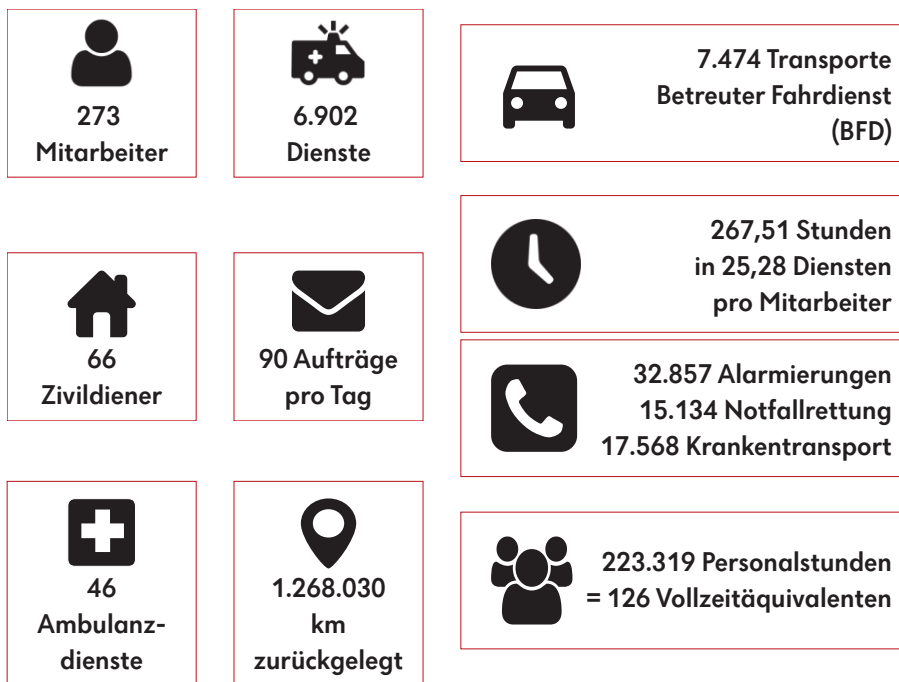 273
Mitarbeiter
6.902
Dienste
7.474 Transporte
Betreuter Fahrdienst
(BFD)
66
Zivildiener
90 Aufträge
pro Tag
267,51 Stunden
in 25,28 Diensten
pro Mitarbeiter
32.857 Alarmierungen
15.134 Notfallrettung
17.568 Krankentransport
46
Ambulanz-
dienste
1.268.030
km
zurückgelegt
223.319 Personalstunden
= 126 Vollzeitäquivalenten